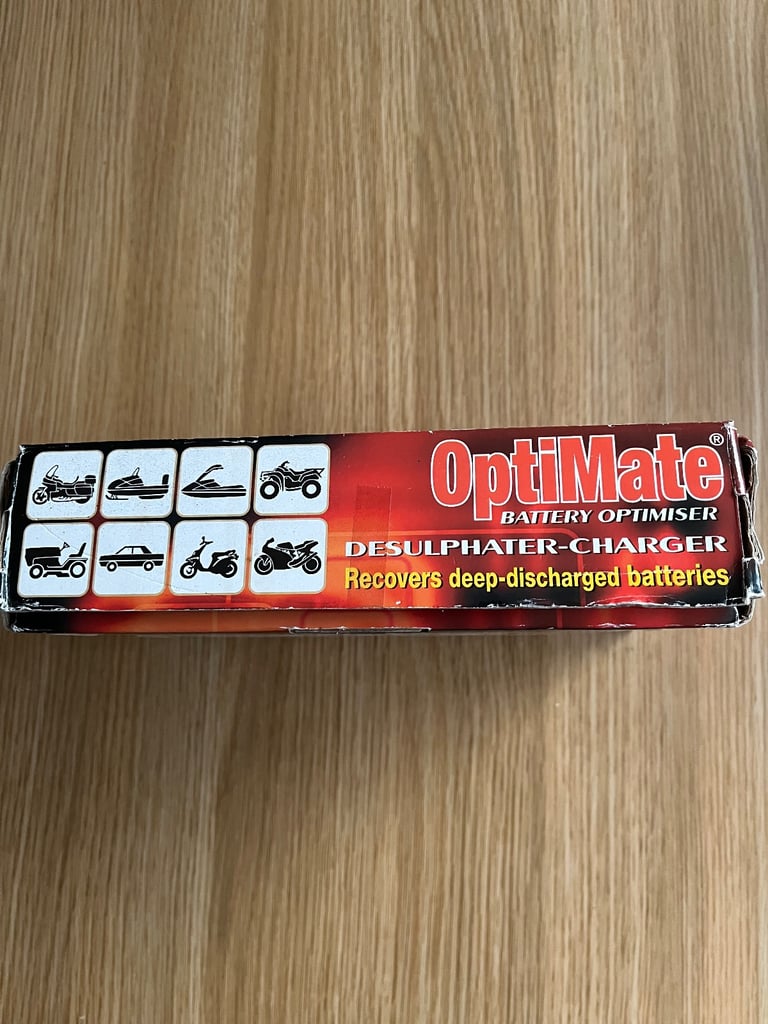 OptiMate®
BATTERY OPTIMISER
DESULPHATER-CHARGER
Recovers deep-discharged batteries